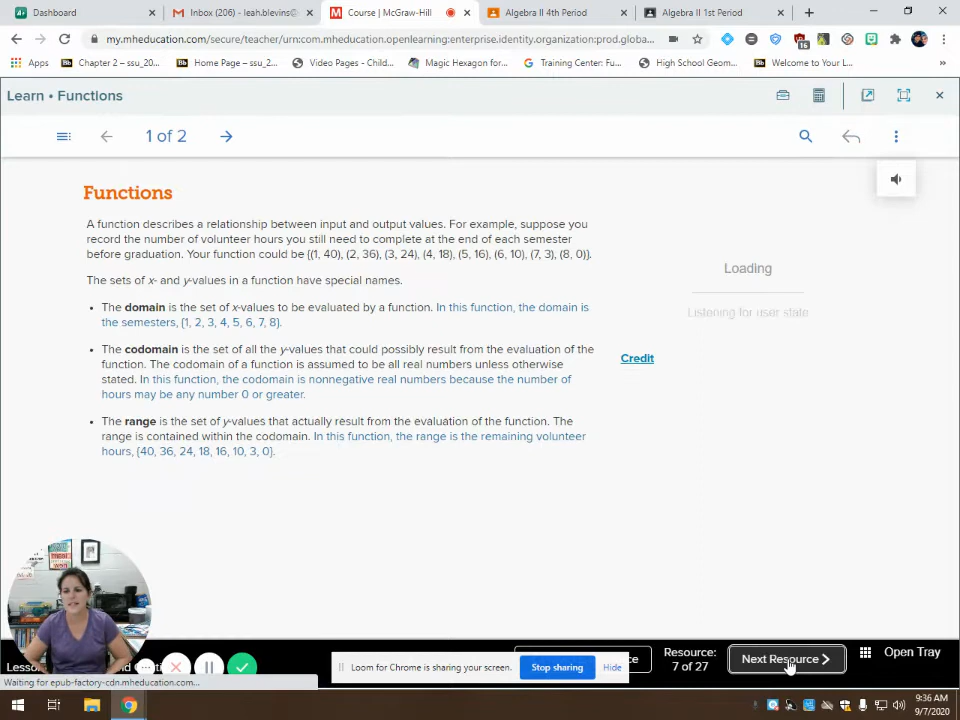 Dashboard
Inbox (206) - leah.blevins@
Course | McGraw-Hill
Algebra II 4th Period
Algebra II 1st Period
my.mheducation.com/secure/teacher/urn:com.mheducation.openlearning:enterprise.identity.organization:prod.globa...
16
Apps
Bb Chapter 2 – ssu_20...
Bb Home Page – ssu_2...
Video Pages - Child...
Magic Hexagon for...
Training Center: Fu...
High School Geom...
Bb Welcome to Your L...
Learn • Functions
1 of 2
Functions
A function describes a relationship between input and output values. For example, suppose you
record the number of volunteer hours you still need to complete at the end of each semester
before graduation. Your function could be {(1, 40), (2, 36), (3, 24), (4, 18), (5, 16), (6, 10), (7, 3), (8, 0)}.
The sets of x- and y-values in a function have special names.
• The domain is the set of x-values to be evaluated by a function. In this function, the domain is
the semesters, {1, 2, 3, 4, 5, 6, 7, 8}.
• The codomain is the set of all the y-values that could possibly result from the evaluation of the
function. The codomain of a function is assumed to be all real numbers unless otherwise
stated. In this function, the codomain is nonnegative real numbers because the number of
hours may be any number 0 or greater.
• The range is the set of y-values that actually result from the evaluation of the function. The
range is contained within the codomain. In this function, the range is the remaining volunteer
hours, {40, 36, 24, 18, 16, 10, 3, 0}.
Loading
Listening for user state
Credit
Loom for Chrome is sharing your screen.
Stop sharing
Hide
Resource:
7 of 27
Next Resource
Open Tray
Waiting for epub-factory-cdn.mheducation.com...
9:36 AM
9/7/2020